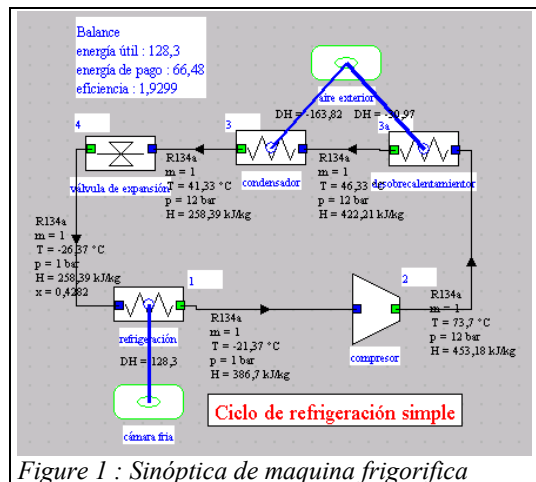 Balance
energía útil : 128,3
energía de pago : 66,48
eficiencia : 1,9299
aire exterior
DH = -163,82
DH = -30,97
4
3
3a
válvula de expansión
R134a
m = 1
T = 41,33 °C
p = 12 bar
H = 258,39 kJ/kg
condensador
R134a
m = 1
T = 46,33 °C
p = 12 bar
H = 422,21 kJ/kg
desobrecalentamientor
R134a
m = 1
T = -26,37 °C
p = 1 bar
H = 258,39 kJ/kg
x = 0,4282
1
refrigeración
DH = 128,3
R134a
m = 1
T = -21,37 °C
p = 1 bar
H = 386,7 kJ/kg
2
compresor
R134a
m = 1
T = 73,7 °C
p = 12 bar
H = 453,18 kJ/kg
cámara fria
Ciclo de refrigeración simple
Figure 1 : Sinóptica de maquina frigorifica